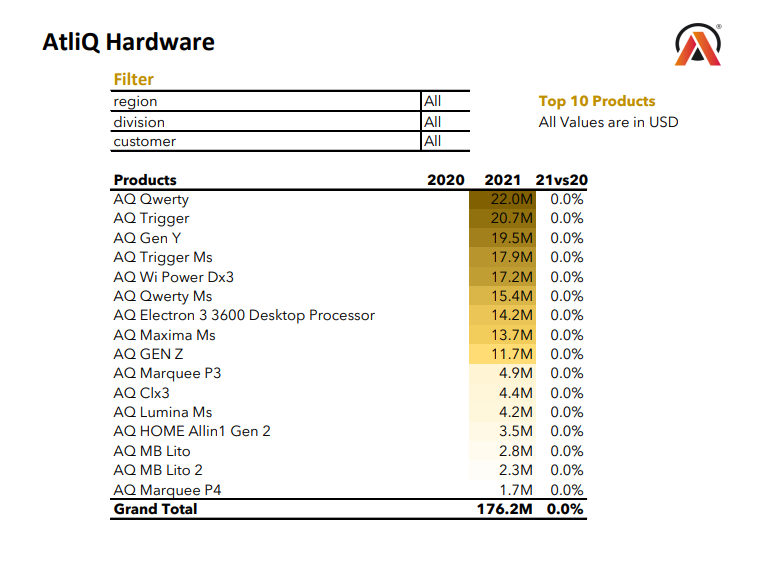 AtliQ Hardware
Filter
region All
division All
customer All
Top 10 Products
All Values are in USD
Products 2020 2021 21vs20
AQ Qwerty 22.0M 0.0%
AQ Trigger 20.7M 0.0%
AQ Gen Y 19.5M 0.0%
AQ Trigger Ms 17.9M 0.0%
AQ Wi Power Dx3 17.2M 0.0%
AQ Qwerty Ms 15.4M 0.0%
AQ Electron 3 3600 Desktop Processor 14.2M 0.0%
AQ Maxima Ms 13.7M 0.0%
AQ GEN Z 11.7M 0.0%
AQ Marquee P3 4.9M 0.0%
AQ Clx3 4.4M 0.0%
AQ Lumina Ms 4.2M 0.0%
AQ HOME Allin1 Gen 2 3.5M 0.0%
AQ MB Lito 2.8M 0.0%
AQ MB Lito 2 2.3M 0.0%
AQ Marquee P4 1.7M 0.0%
Grand Total 176.2M 0.0%